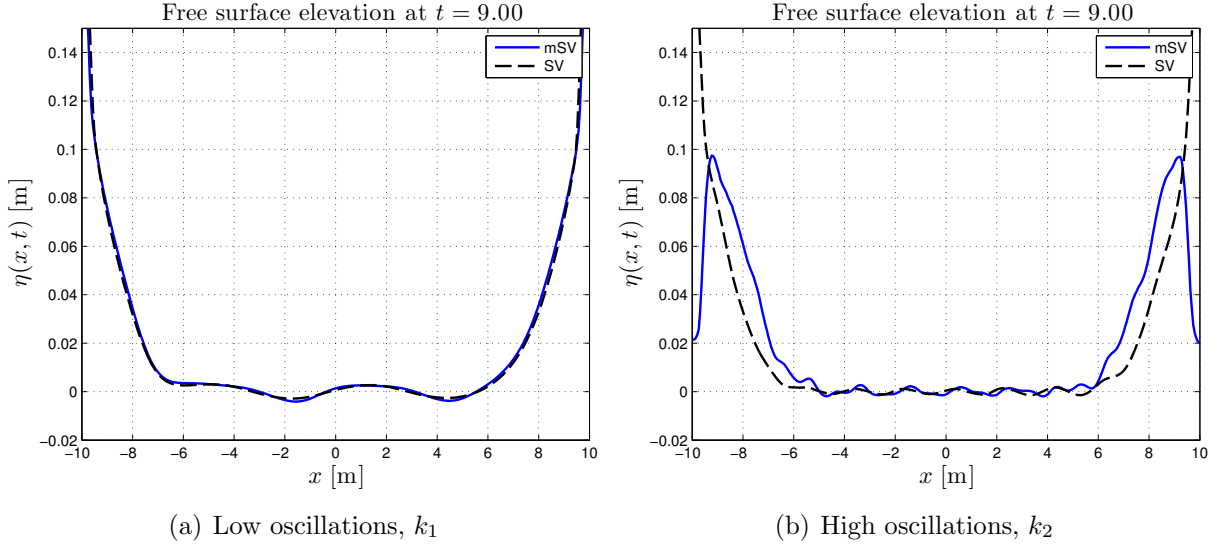 Free surface elevation at t = 9.00
mSV
SV
0.14
0.12
0.1
0.08
0.06
0.04
0.02
0
−0.02
η(x, t) [m]
−10 −8 −6 −4 −2 0 2 4 6 8 10
x [m]
(a) Low oscillations, k₁
Free surface elevation at t = 9.00
mSV
SV
0.14
0.12
0.1
0.08
0.06
0.04
0.02
0
−0.02
η(x, t) [m]
−10 −8 −6 −4 −2 0 2 4 6 8 10
x [m]
(b) High oscillations, k₂